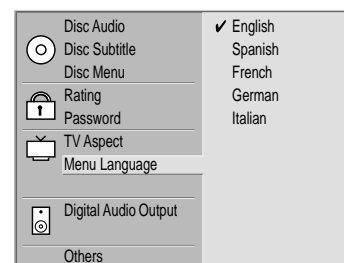 Disc Audio
Disc Subtitle
Disc Menu
Rating
Password
TV Aspect
Menu Language
Digital Audio Output
Others
✔ English
Spanish
French
German
Italian